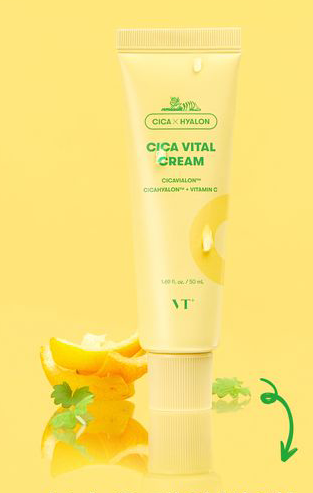 CICA × HYALON
CICA VITAL
CREAM
CICAVIALON™
CICAHYALON™ + VITAMIN C
1.69 fl. oz. / 50 mL
VT+